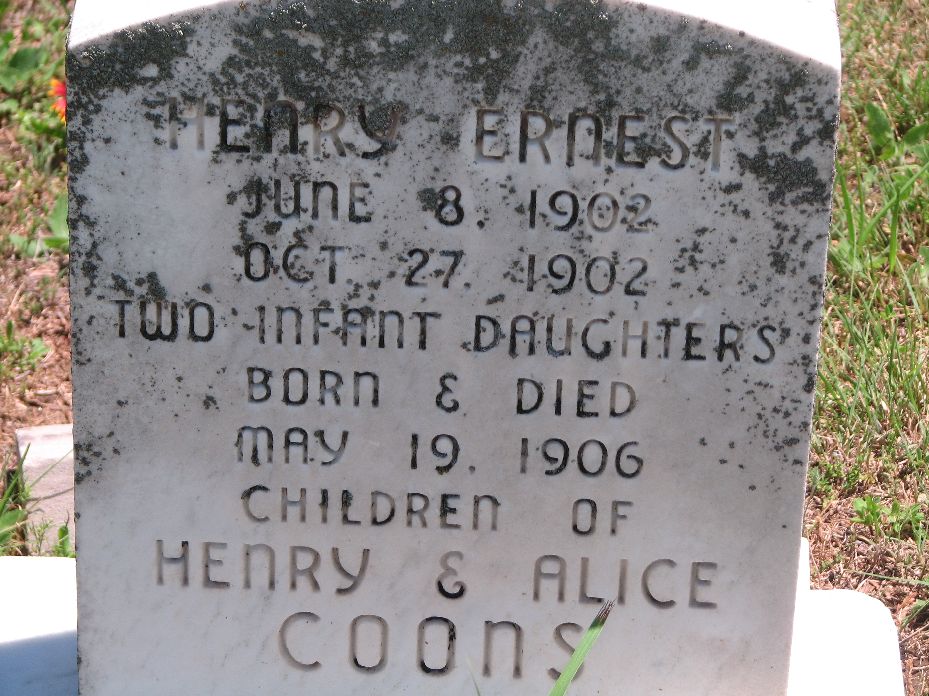 HENRY ERNEST
JUNE 8, 1902
OCT. 27, 1902
TWO INFANT DAUGHTERS
BORN & DIED
MAY 19, 1906
CHILDREN OF
HENRY & ALICE
COONS